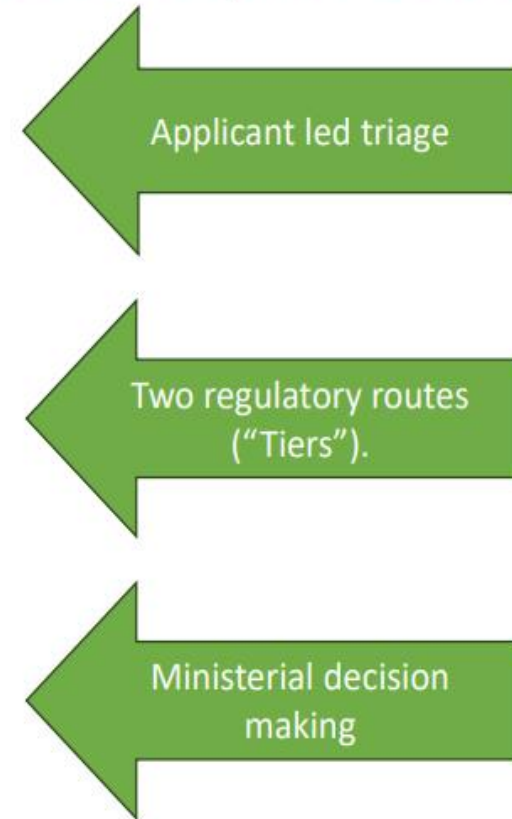 Applicant led triage
Two regulatory routes
(“Tiers”).
Ministerial decision
making